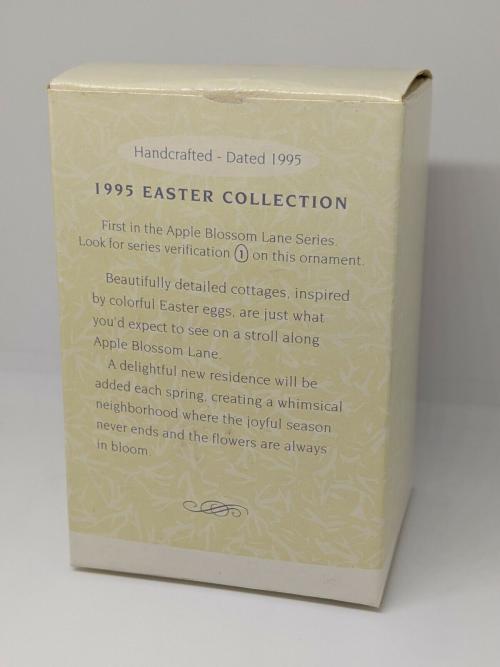 Handcrafted - Dated 1995
1995 EASTER COLLECTION
First in the Apple Blossom Lane Series.
Look for series verification 1 on this ornament.
Beautifully detailed cottages, inspired
by colorful Easter eggs, are just what
you'd expect to see on a stroll along
Apple Blossom Lane.
A delightful new residence will be
added each spring, creating a whimsical
neighborhood where the joyful season
never ends and the flowers are always
in bloom.